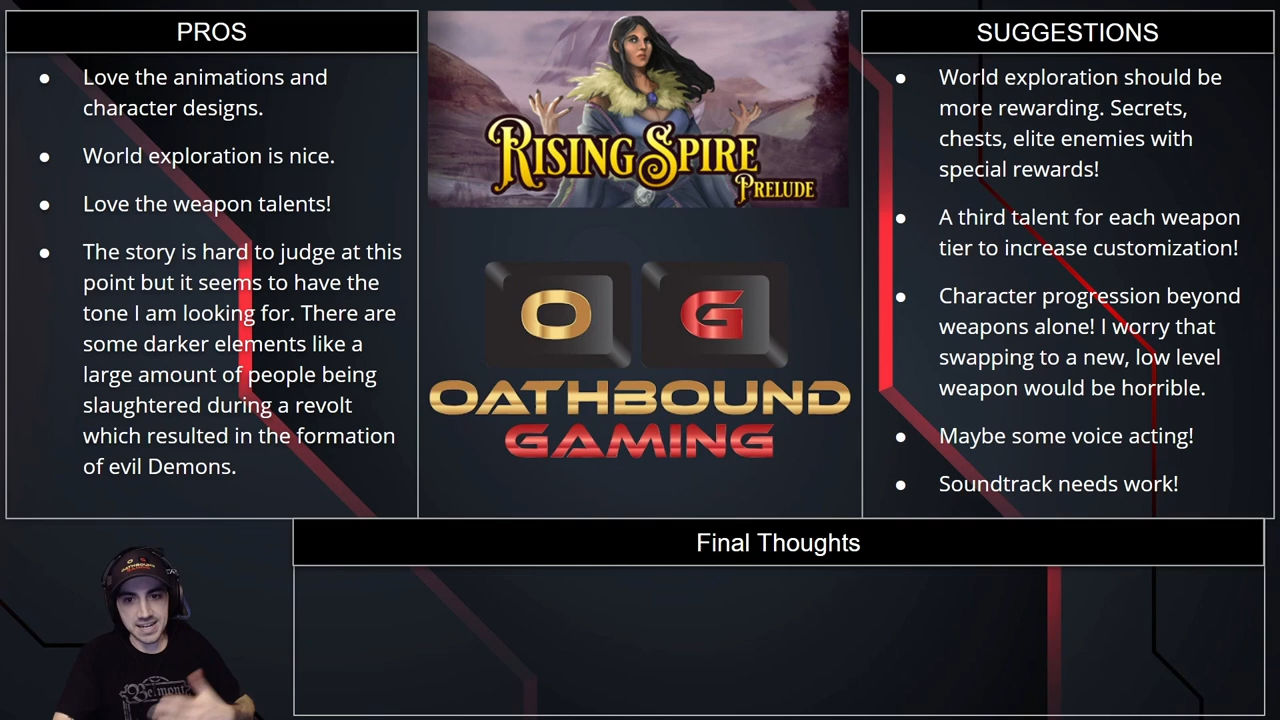 PROS
● Love the animations and
character designs.
● World exploration is nice.
● Love the weapon talents!
● The story is hard to judge at this
point but it seems to have the
tone I am looking for. There are
some darker elements like a
large amount of people being
slaughtered during a revolt
which resulted in the formation
of evil Demons.
RISING SPIRE
PRELUDE
O G
OATHBOUND
GAMING
SUGGESTIONS
● World exploration should be
more rewarding. Secrets,
chests, elite enemies with
special rewards!
● A third talent for each weapon
tier to increase customization!
● Character progression beyond
weapons alone! I worry that
swapping to a new, low level
weapon would be horrible.
● Maybe some voice acting!
● Soundtrack needs work!
Final Thoughts
OATHBOUND
Belmont